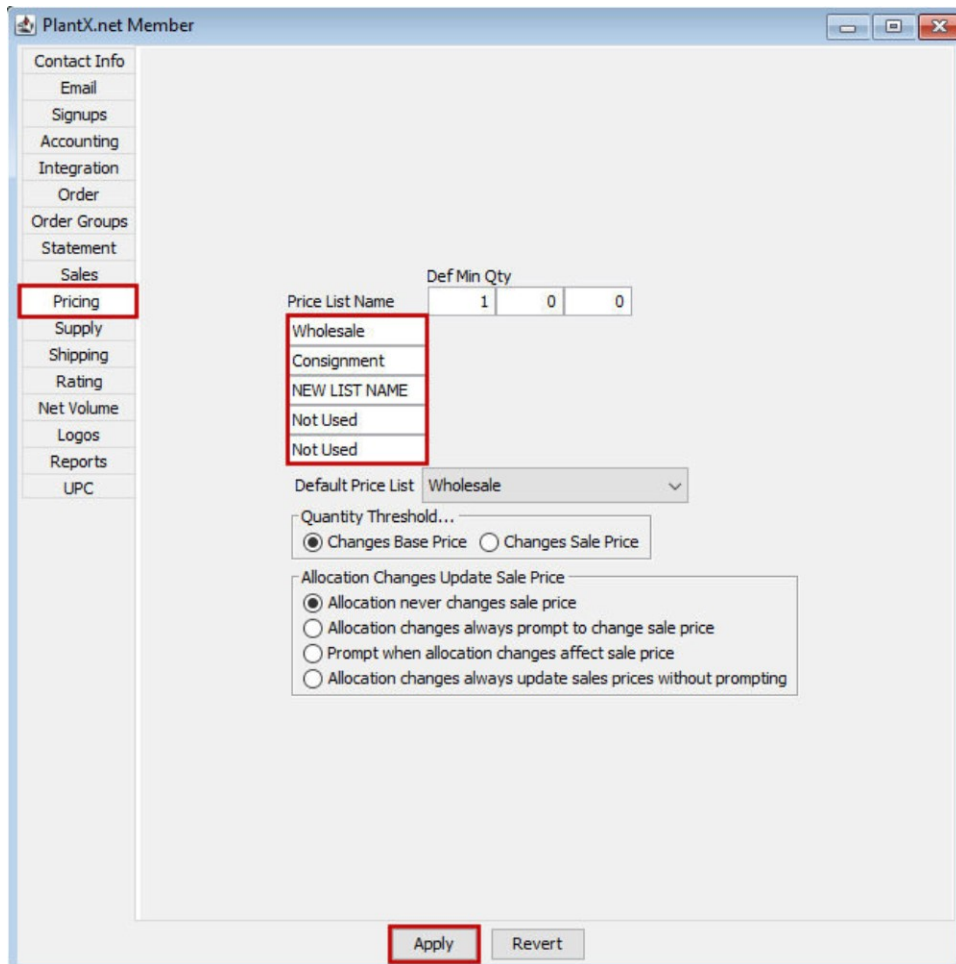 PlantX.net Member
Contact Info
Email
Signups
Accounting
Integration
Order
Order Groups
Statement
Sales
Pricing
Supply
Shipping
Rating
Net Volume
Logos
Reports
UPC
Def Min Qty
Price List Name 1 0 0
Wholesale
Consignment
NEW LIST NAME
Not Used
Not Used
Default Price List Wholesale
Quantity Threshold...
Changes Base Price Changes Sale Price
Allocation Changes Update Sale Price
Allocation never changes sale price
Allocation changes always prompt to change sale price
Prompt when allocation changes affect sale price
Allocation changes always update sales prices without prompting
Apply Revert